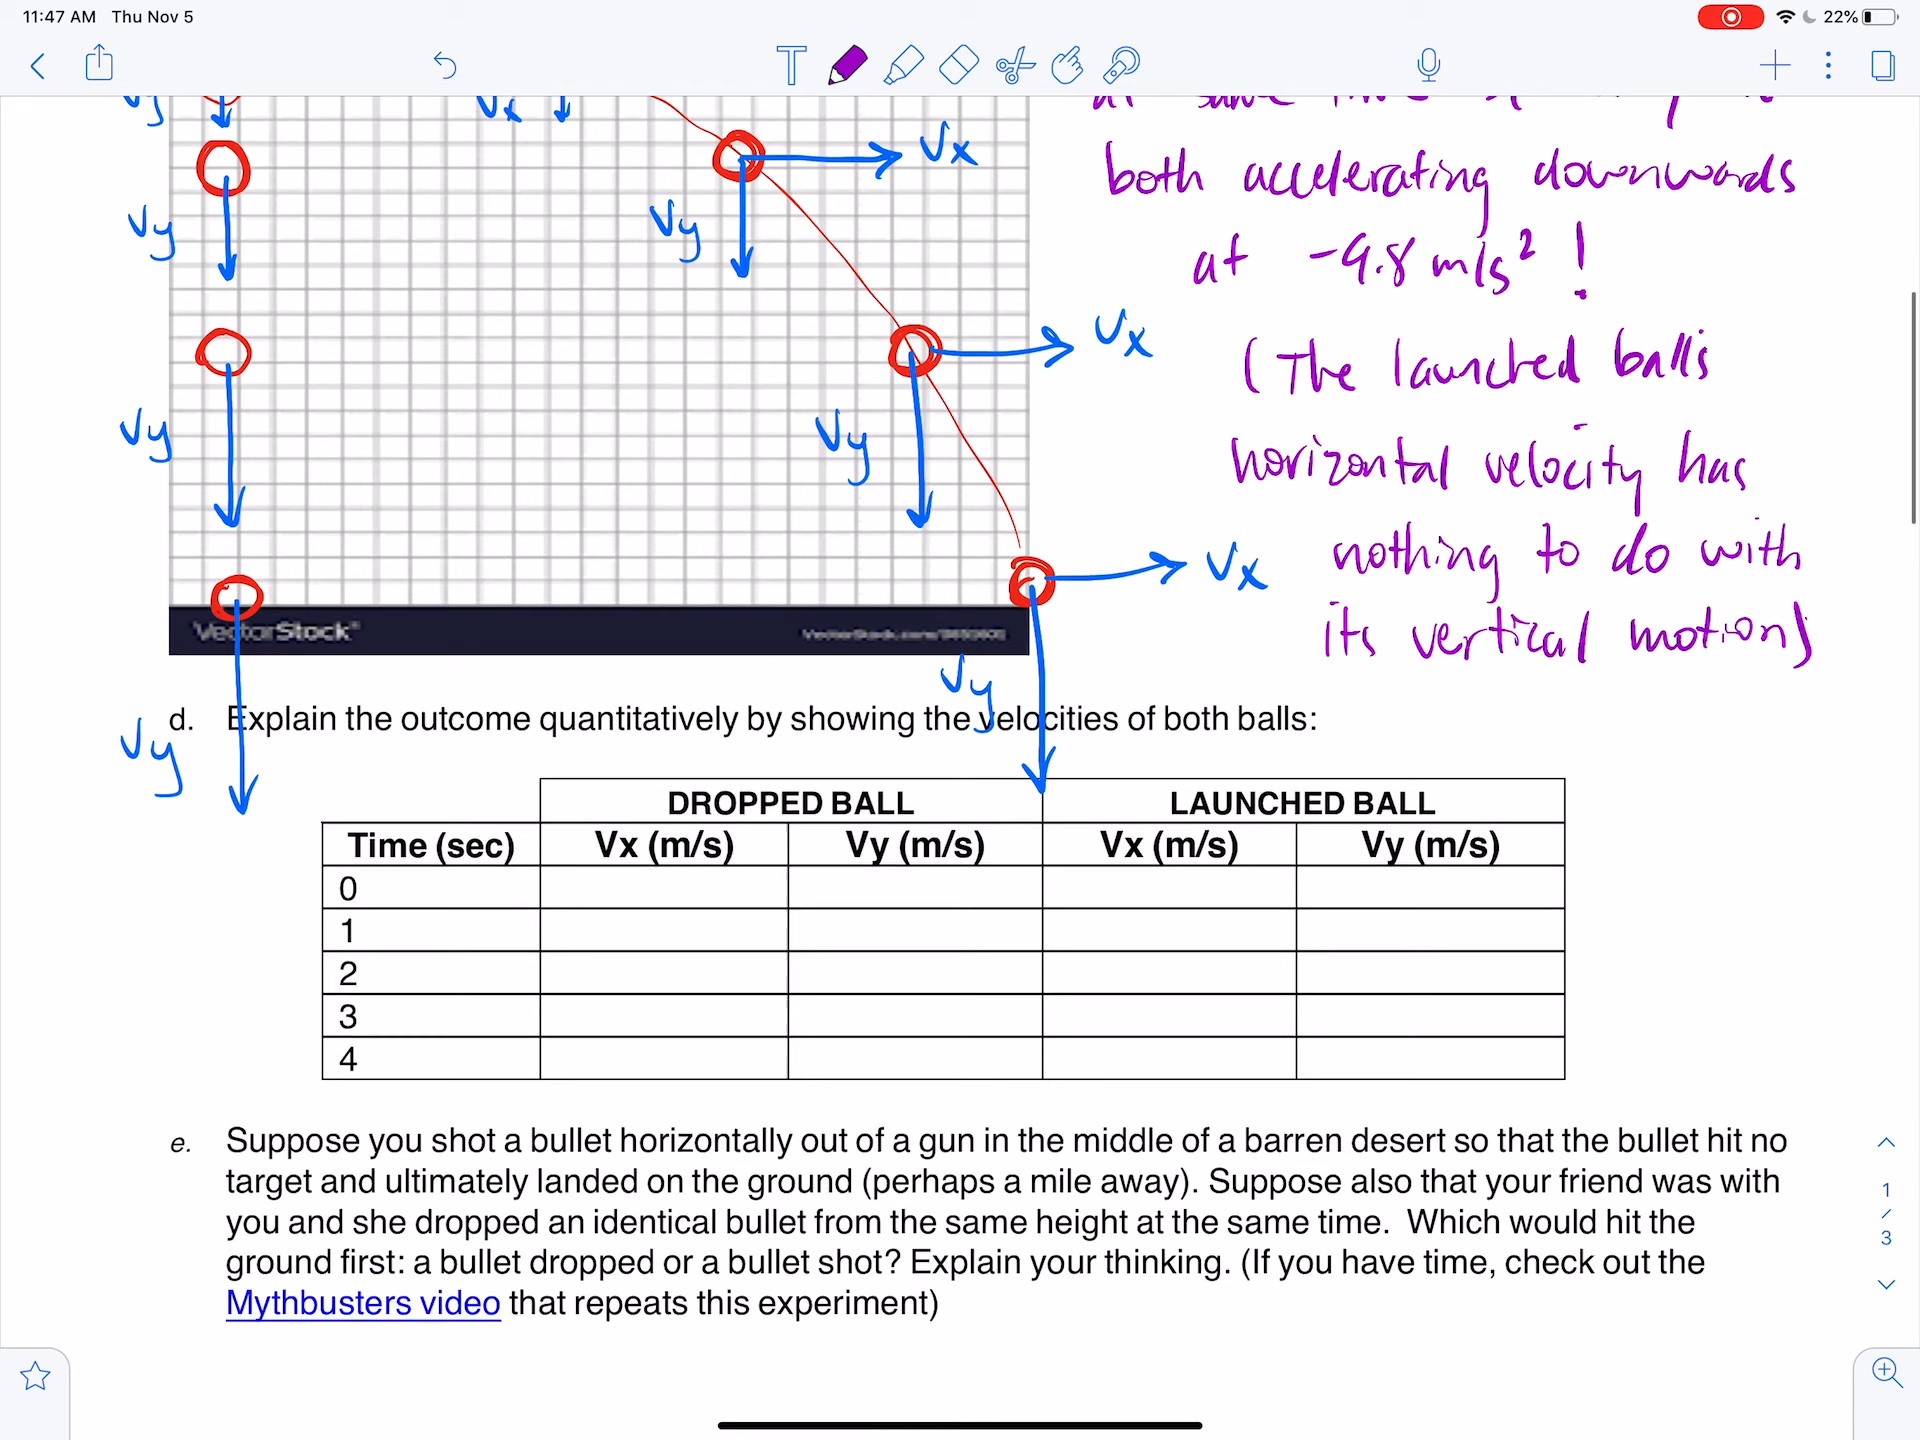 11:47 AM Thu Nov 5
22%
Vy
Vx
at same
both accelerating downwards
at -9.8 m/s² !
(The launched balls
horizontal velocity has
nothing to do with
its vertical motion)
Vx
Vy
Vy
Vx
Vy
Vy
Vx
VectorStock®
Vy
Vy
d. Explain the outcome quantitatively by showing the velocities of both balls:
DROPPED BALL LAUNCHED BALL
Time (sec) Vx (m/s) Vy (m/s) Vx (m/s) Vy (m/s)
0
1
2
3
4
e. Suppose you shot a bullet horizontally out of a gun in the middle of a barren desert so that the bullet hit no
target and ultimately landed on the ground (perhaps a mile away). Suppose also that your friend was with
you and she dropped an identical bullet from the same height at the same time. Which would hit the
ground first: a bullet dropped or a bullet shot? Explain your thinking. (If you have time, check out the
Mythbusters video that repeats this experiment)
1
/
3